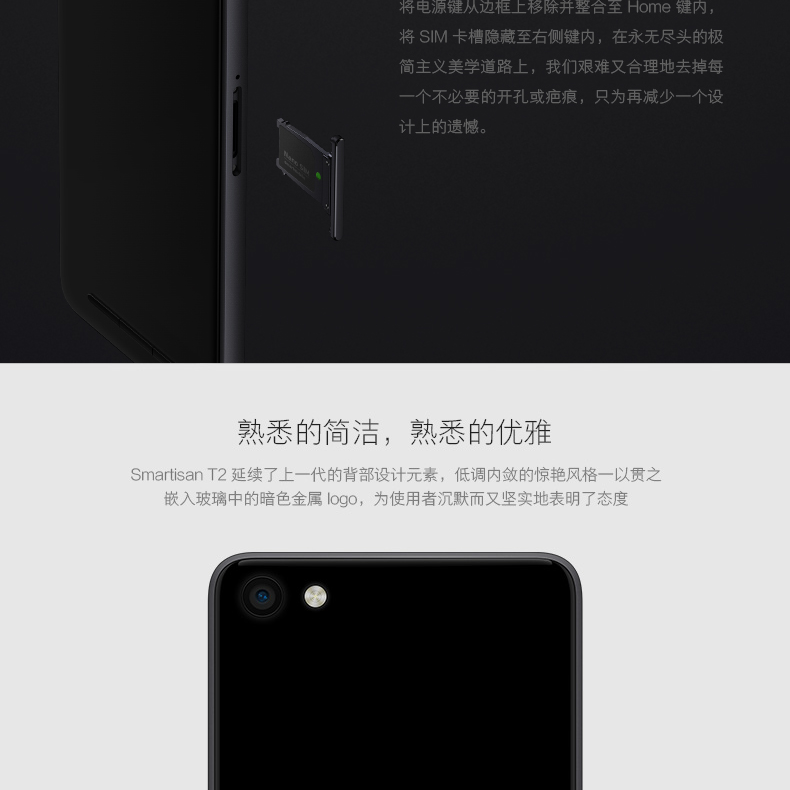 将电源键从边框上移除并整合至 Home 键内，
将 SIM 卡槽隐藏至右侧键内，在永无尽头的极
简主义美学道路上，我们艰难又合理地去掉每
一个不必要的开孔或疤痕，只为再减少一个设
计上的遗憾。
熟悉的简洁，熟悉的优雅
Smartisan T2 延续了上一代的背部设计元素，低调内敛的惊艳风格一以贯之
嵌入玻璃中的暗色金属 logo，为使用者沉默而又坚实地表明了态度